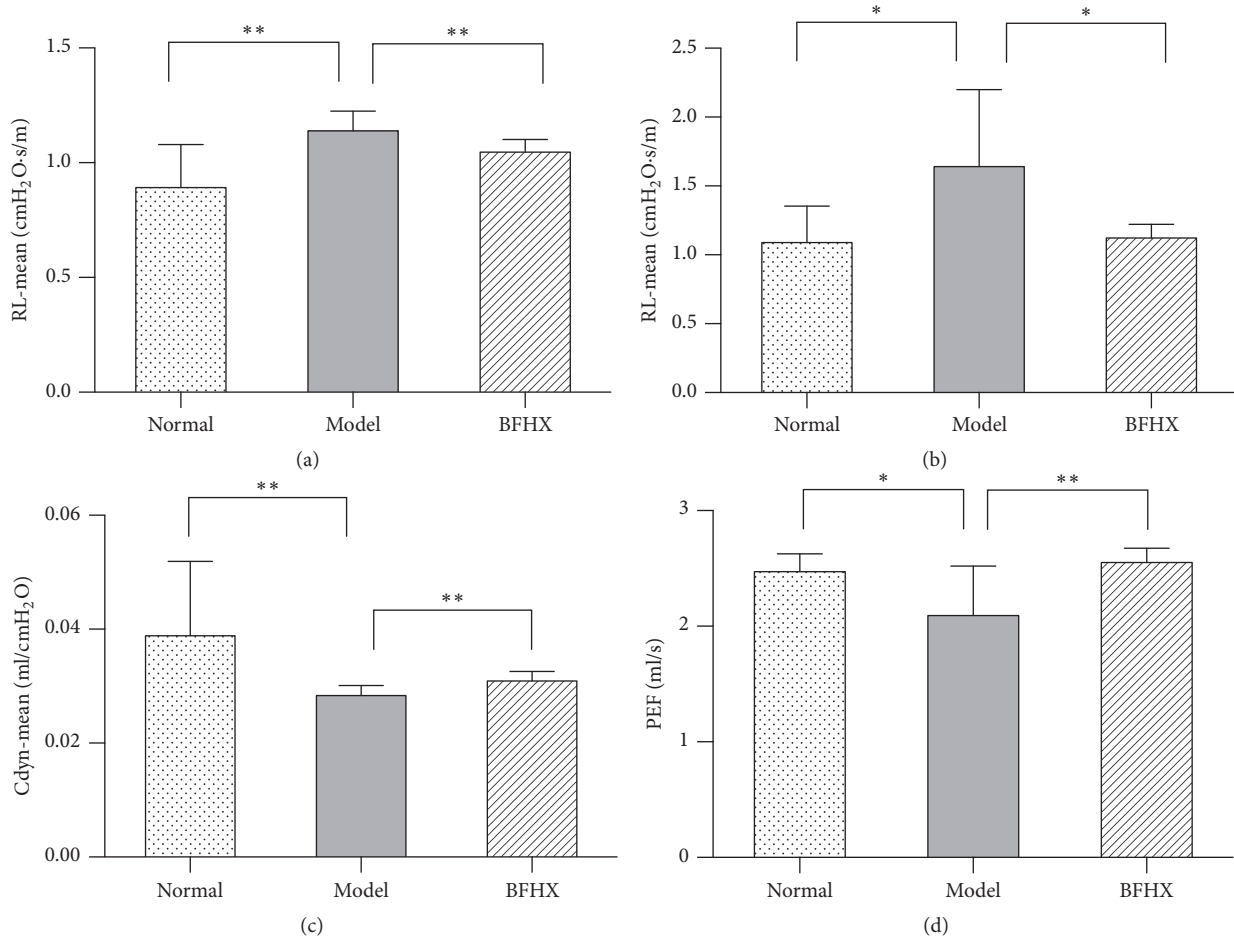 ** **
1.5
1.0
0.5
0.0
RL-mean (cmH₂O·s/m)
Normal Model BFHX
(a)
* *
2.5
2.0
1.5
1.0
0.5
0.0
RL-mean (cmH₂O·s/m)
Normal Model BFHX
(b)
**
**
0.06
0.04
0.02
0.00
Cdyn-mean (ml/cmH₂O)
Normal Model BFHX
(c)
* **
3
2
1
0
PEF (ml/s)
Normal Model BFHX
(d)